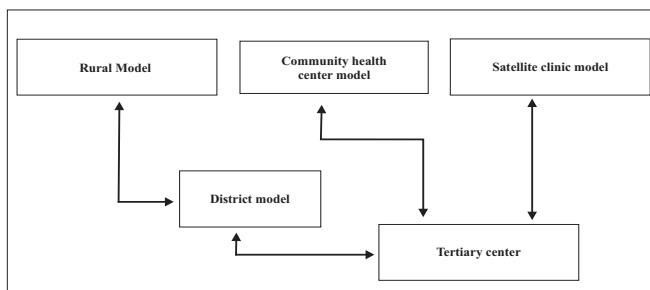 Rural Model
Community health
center model
Satellite clinic model
District model
Tertiary center